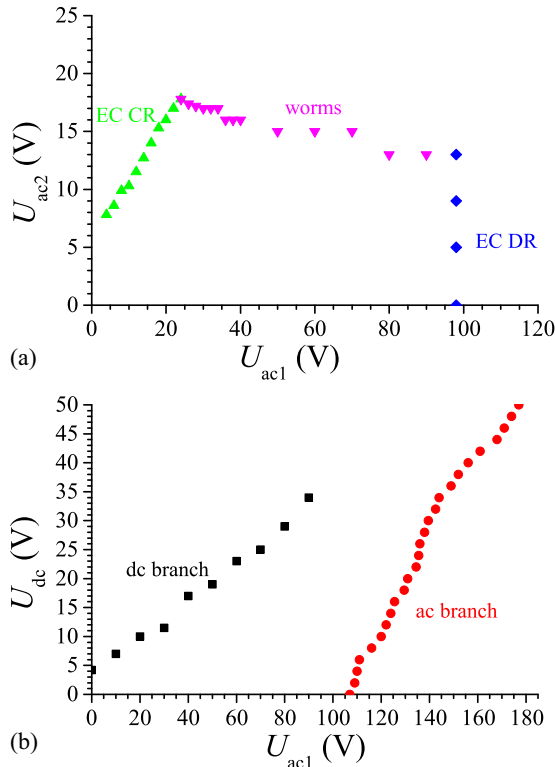 25
20
15
10
5
0
U_ac2 (V)
EC CR
worms
EC DR
0 20 40 60 80 100 120
(a)
U_ac1 (V)
50
45
40
35
30
25
20
15
10
5
0
U_dc (V)
dc branch
ac branch
0 20 40 60 80 100 120 140 160 180
(b)
U_ac1 (V)